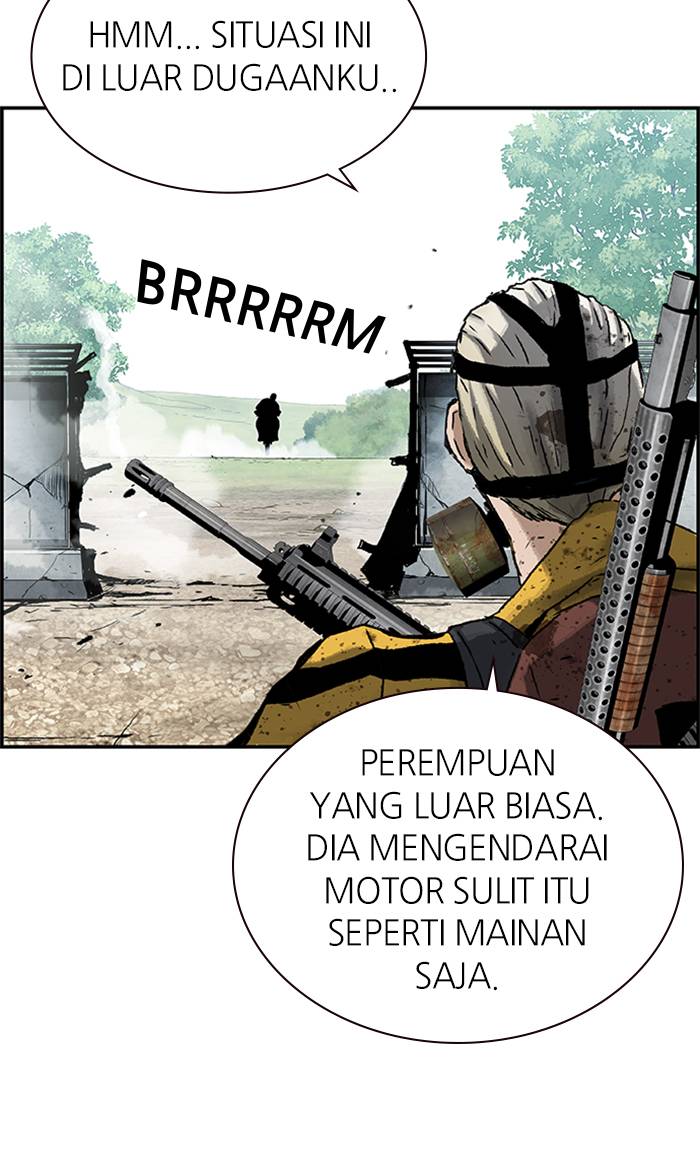 HMM... SITUASI INI
DI LUAR DUGAANKU..
BRRRRRM
PEREMPUAN
YANG LUAR BIASA.
DIA MENGENDARAI
MOTOR SULIT ITU
SEPERTI MAINAN
SAJA.